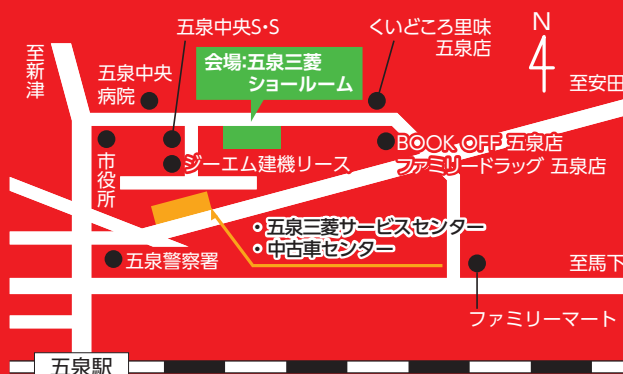 五泉中央S・S
くいどころ里味
五泉店
N
至新津
五泉中央
病院
会場:五泉三菱
ショールーム
至安田
市役所
ジーエム建機リース
BOOK OFF 五泉店
ファミリードラッグ 五泉店
・五泉三菱サービスセンター
・中古車センター
五泉警察署
至馬下
ファミリーマート
五泉駅